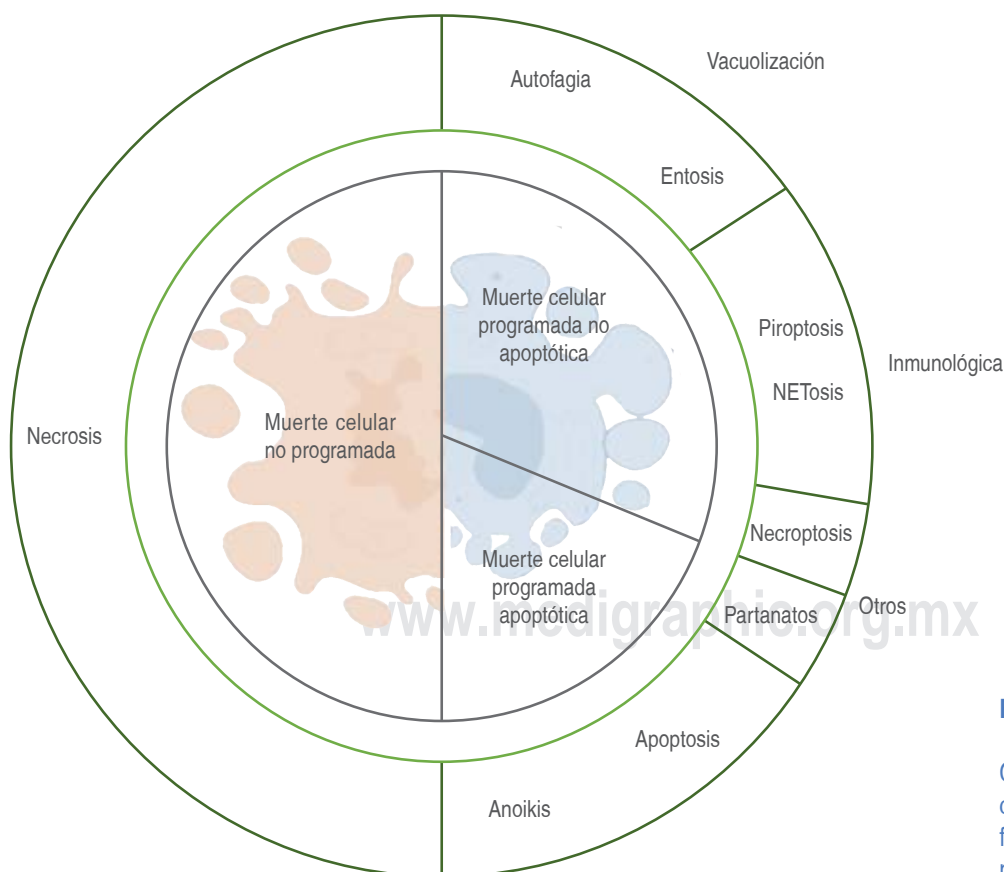 Autofagia
Vacuolización
Entosis
Muerte celular
programada no
apoptótica
Piroptosis
Inmunológica
NETosis
Muerte celular
no programada
Necrosis
Necroptosis
Muerte celular
programada
apoptótica
Otros
Partanatos
www.medigraphic.org.mx
Apoptosis
Anoikis